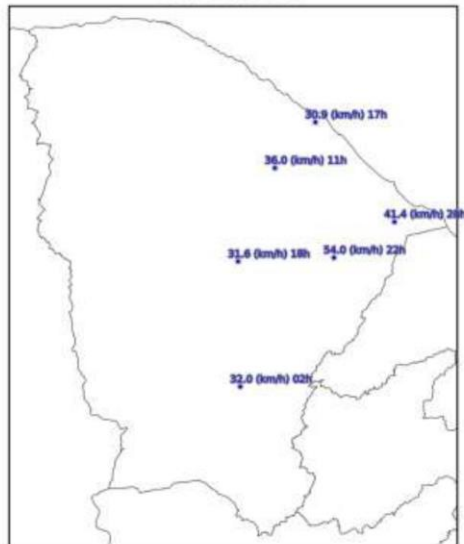 30.9 (km/h) 17h
36.0 (km/h) 11h
41.4 (km/h) 20h
54.0 (km/h) 22h
31.6 (km/h) 18h
32.0 (km/h) 02h